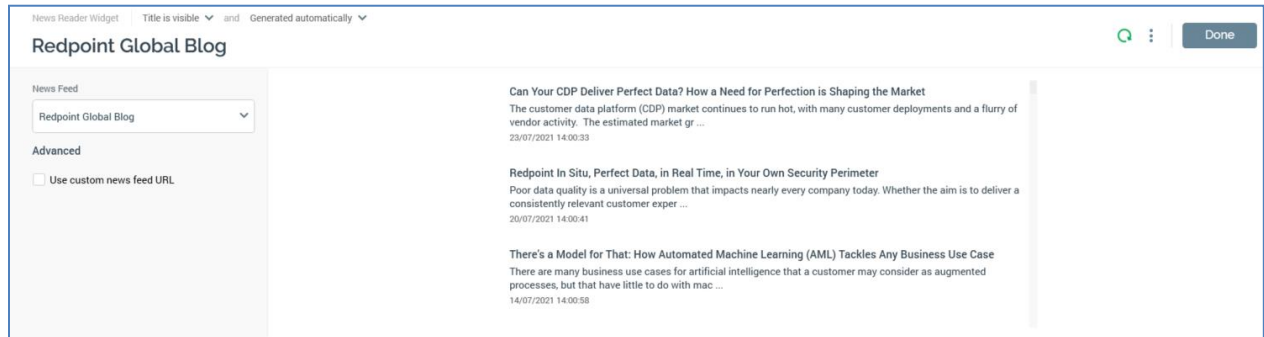 News Reader Widget Title is visible and Generated automatically
Redpoint Global Blog
Done
News Feed
Redpoint Global Blog
Advanced
Use custom news feed URL
Can Your CDP Deliver Perfect Data? How a Need for Perfection is Shaping the Market
The customer data platform (CDP) market continues to run hot, with many customer deployments and a flurry of
vendor activity. The estimated market gr ...
23/07/2021 14:00:33
Redpoint In Situ, Perfect Data, in Real Time, in Your Own Security Perimeter
Poor data quality is a universal problem that impacts nearly every company today. Whether the aim is to deliver a
consistently relevant customer exper ...
20/07/2021 14:00:41
There's a Model for That: How Automated Machine Learning (AML) Tackles Any Business Use Case
There are many business use cases for artificial intelligence that a customer may consider as augmented
processes, but that have little to do with mac ...
14/07/2021 14:00:58